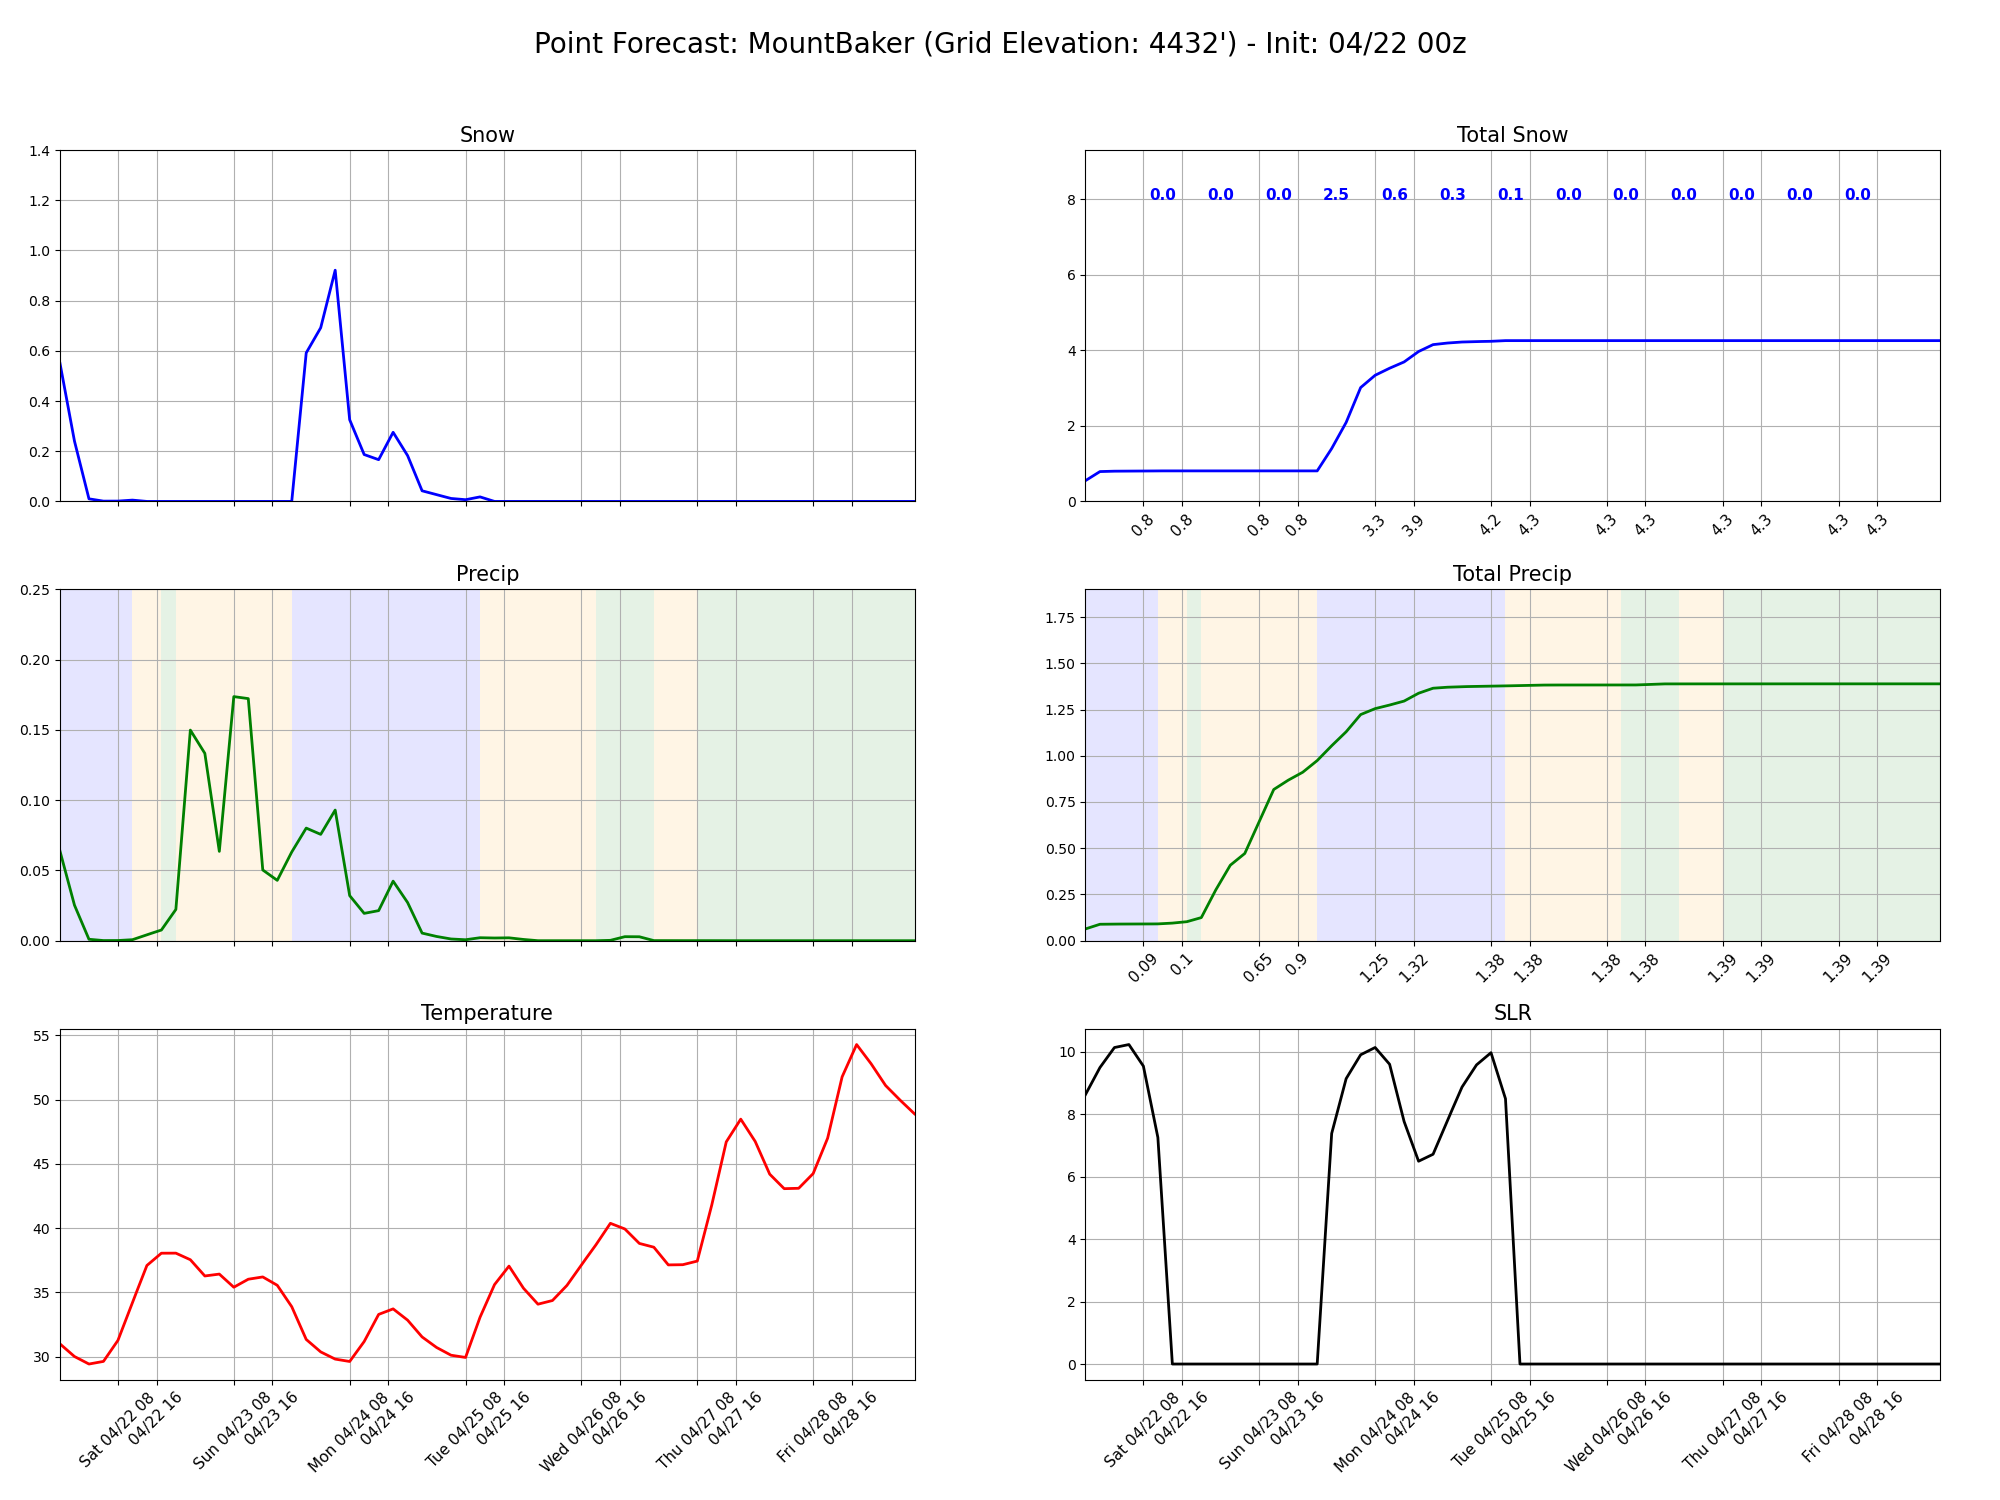 Point Forecast: MountBaker (Grid Elevation: 4432') - Init: 04/22 00z
Snow
1.4
1.2
1.0
0.8
0.6
0.4
0.2
0.0
Total Snow
8
6
4
2
0
0.0 0.0 0.0 2.5 0.6 0.3 0.1 0.0 0.0 0.0 0.0 0.0 0.0
0.8 0.8 0.8 0.8 3.3 3.9 4.2 4.3 4.3 4.3 4.3 4.3 4.3 4.3
Precip
0.25
0.20
0.15
0.10
0.05
0.00
Total Precip
1.75
1.50
1.25
1.00
0.75
0.50
0.25
0.00
0.09 0.1 0.65 0.9 1.25 1.32 1.38 1.38 1.38 1.38 1.39 1.39 1.39 1.39
Temperature
55
50
45
40
35
30
Sat 04/22 08
04/22 16
Sun 04/23 08
04/23 16
Mon 04/24 08
04/24 16
Tue 04/25 08
04/25 16
Wed 04/26 08
04/26 16
Thu 04/27 08
04/27 16
Fri 04/28 08
04/28 16
SLR
10
8
6
4
2
0
Sat 04/22 08
04/22 16
Sun 04/23 08
04/23 16
Mon 04/24 08
04/24 16
Tue 04/25 08
04/25 16
Wed 04/26 08
04/26 16
Thu 04/27 08
04/27 16
Fri 04/28 08
04/28 16